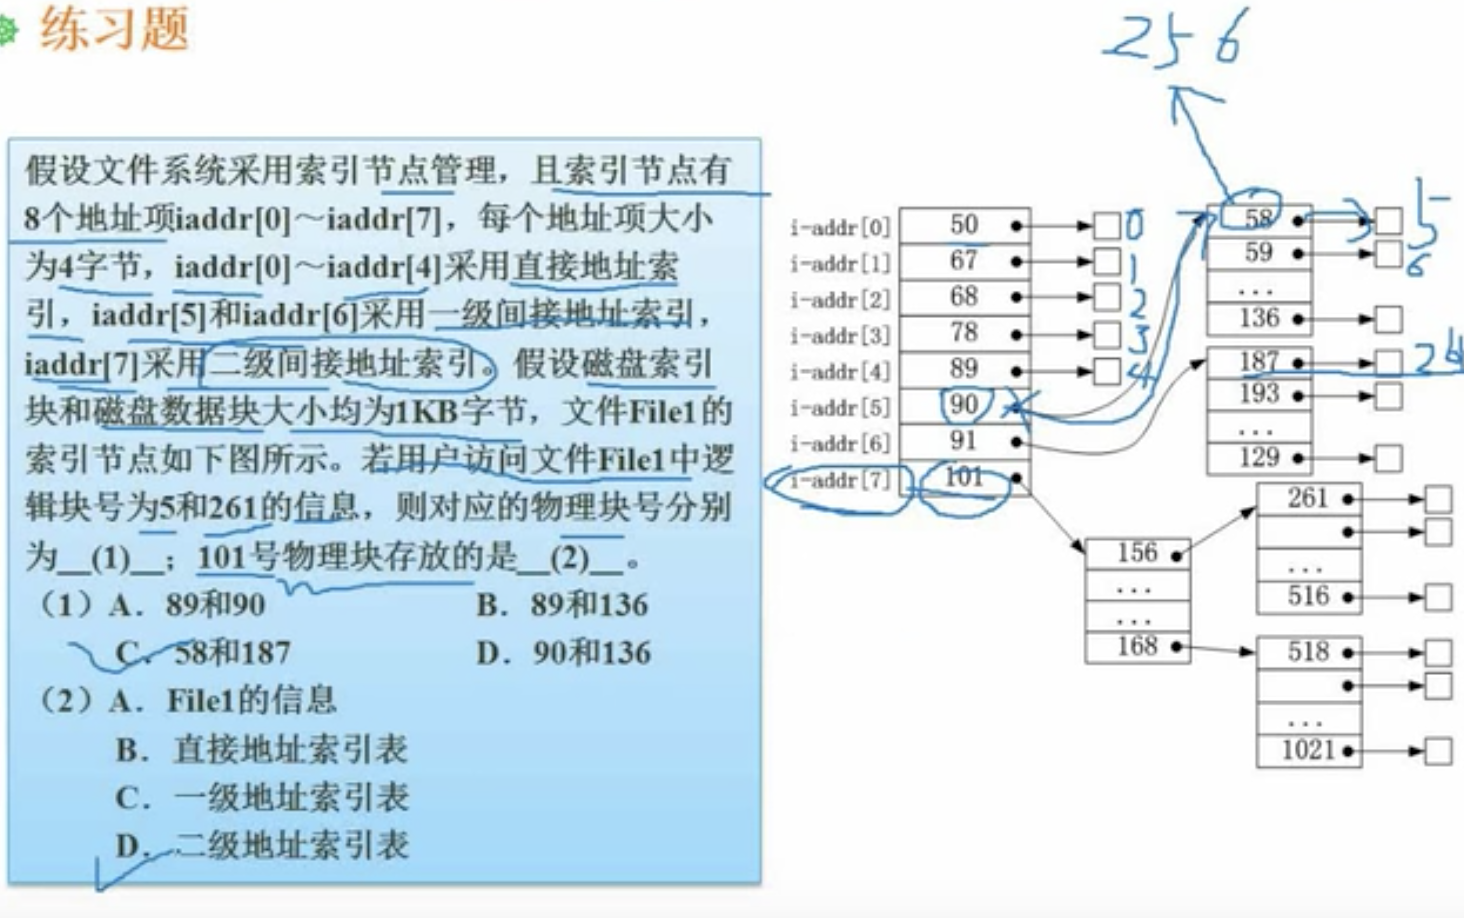 练习题
假设文件系统采用索引节点管理，且索引节点有
8个地址项iaddr[0]～iaddr[7]，每个地址项大小
为4字节，iaddr[0]～iaddr[4]采用直接地址索
引，iaddr[5]和iaddr[6]采用一级间接地址索引，
iaddr[7]采用二级间接地址索引。假设磁盘索引
块和磁盘数据块大小均为1KB字节，文件File1的
索引节点如下图所示。若用户访问文件File1中逻
辑块号为5和261的信息，则对应的物理块号分别
为__(1)__；101号物理块存放的是__(2)__。
（1）A．89和90 B．89和136
C．58和187 D．90和136
（2）A．File1的信息
B．直接地址索引表
C．一级地址索引表
D．二级地址索引表
256
i-addr[0] 50 0
i-addr[1] 67 1
i-addr[2] 68 2
i-addr[3] 78 3
i-addr[4] 89 4
i-addr[5] 90
i-addr[6] 91
i-addr[7] 101
58 5
59 6
...
136
187
193
...
129
156
...
...
168
261
...
516
518
...
1021